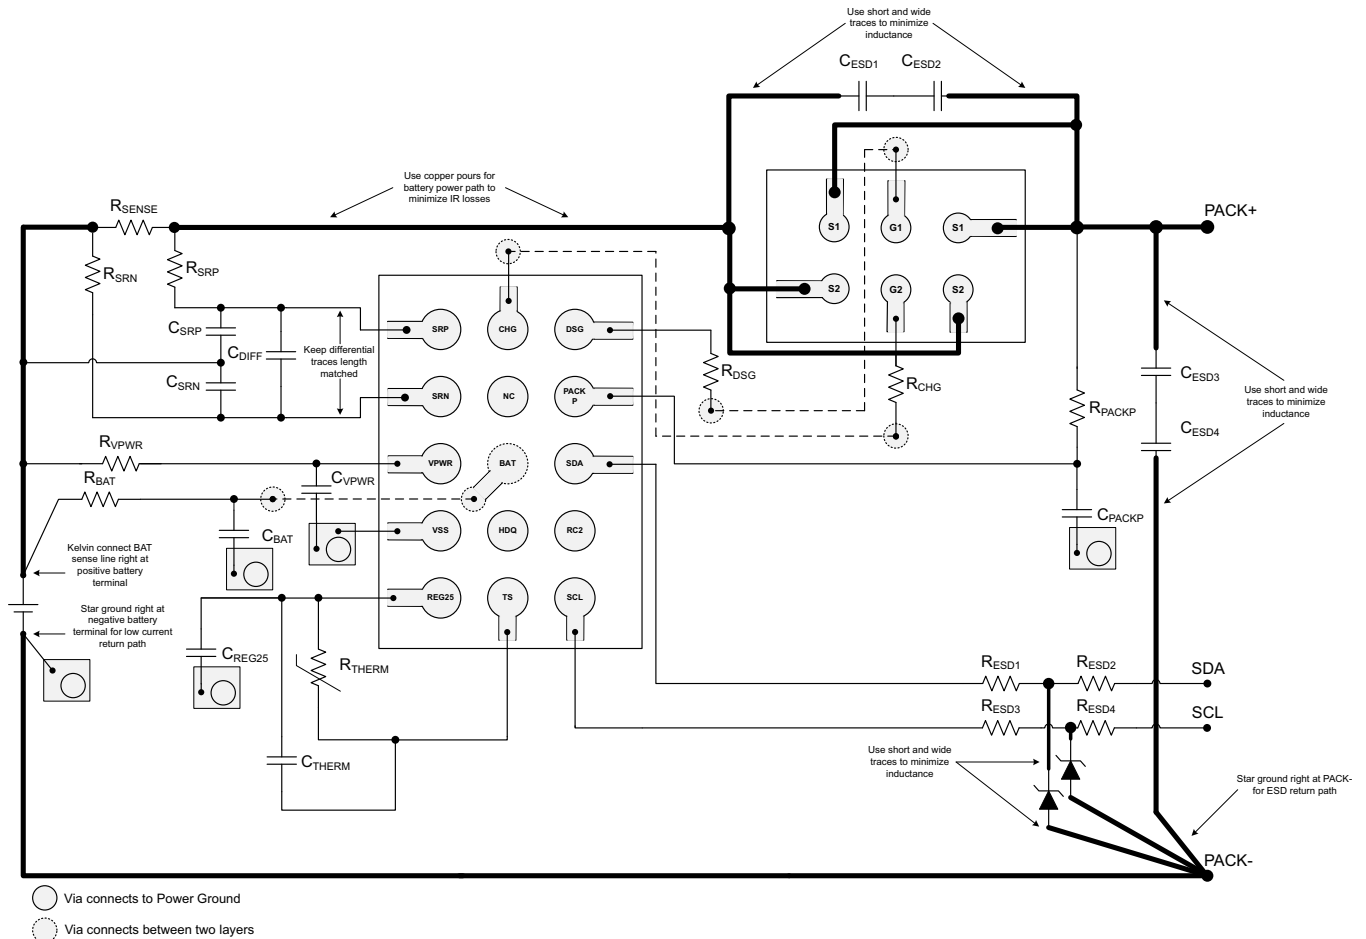 Use short and wide
traces to minimize
inductance
CESD1
CESD2
Use copper pours for
battery power path to
minimize IR losses
RSENSE
PACK+
S1
G1
S1
RSRN
RSRP
S2
G2
S2
SRP
CHG
DSG
CSRP
CDIFF
Keep differential
traces length
matched
CSRN
RDSG
RCHG
CESD3
Use short and wide
traces to minimize
inductance
SRN
NC
PACK
P
RPACKP
CESD4
RVPWR
VPWR
BAT
SDA
RBAT
CVPWR
CPACKP
CBAT
VSS
HDQ
RC2
Kelvin connect BAT
sense line right at
positive battery
terminal
Star ground right at
negative battery
terminal for low current
return path
REG25
TS
SCL
CREG25
RTHERM
RESD1
RESD2
SDA
RESD3
RESD4
SCL
CTHERM
Use short and wide
traces to minimize
inductance
Star ground right at PACK-
for ESD return path
PACK-
Via connects to Power Ground
Via connects between two layers